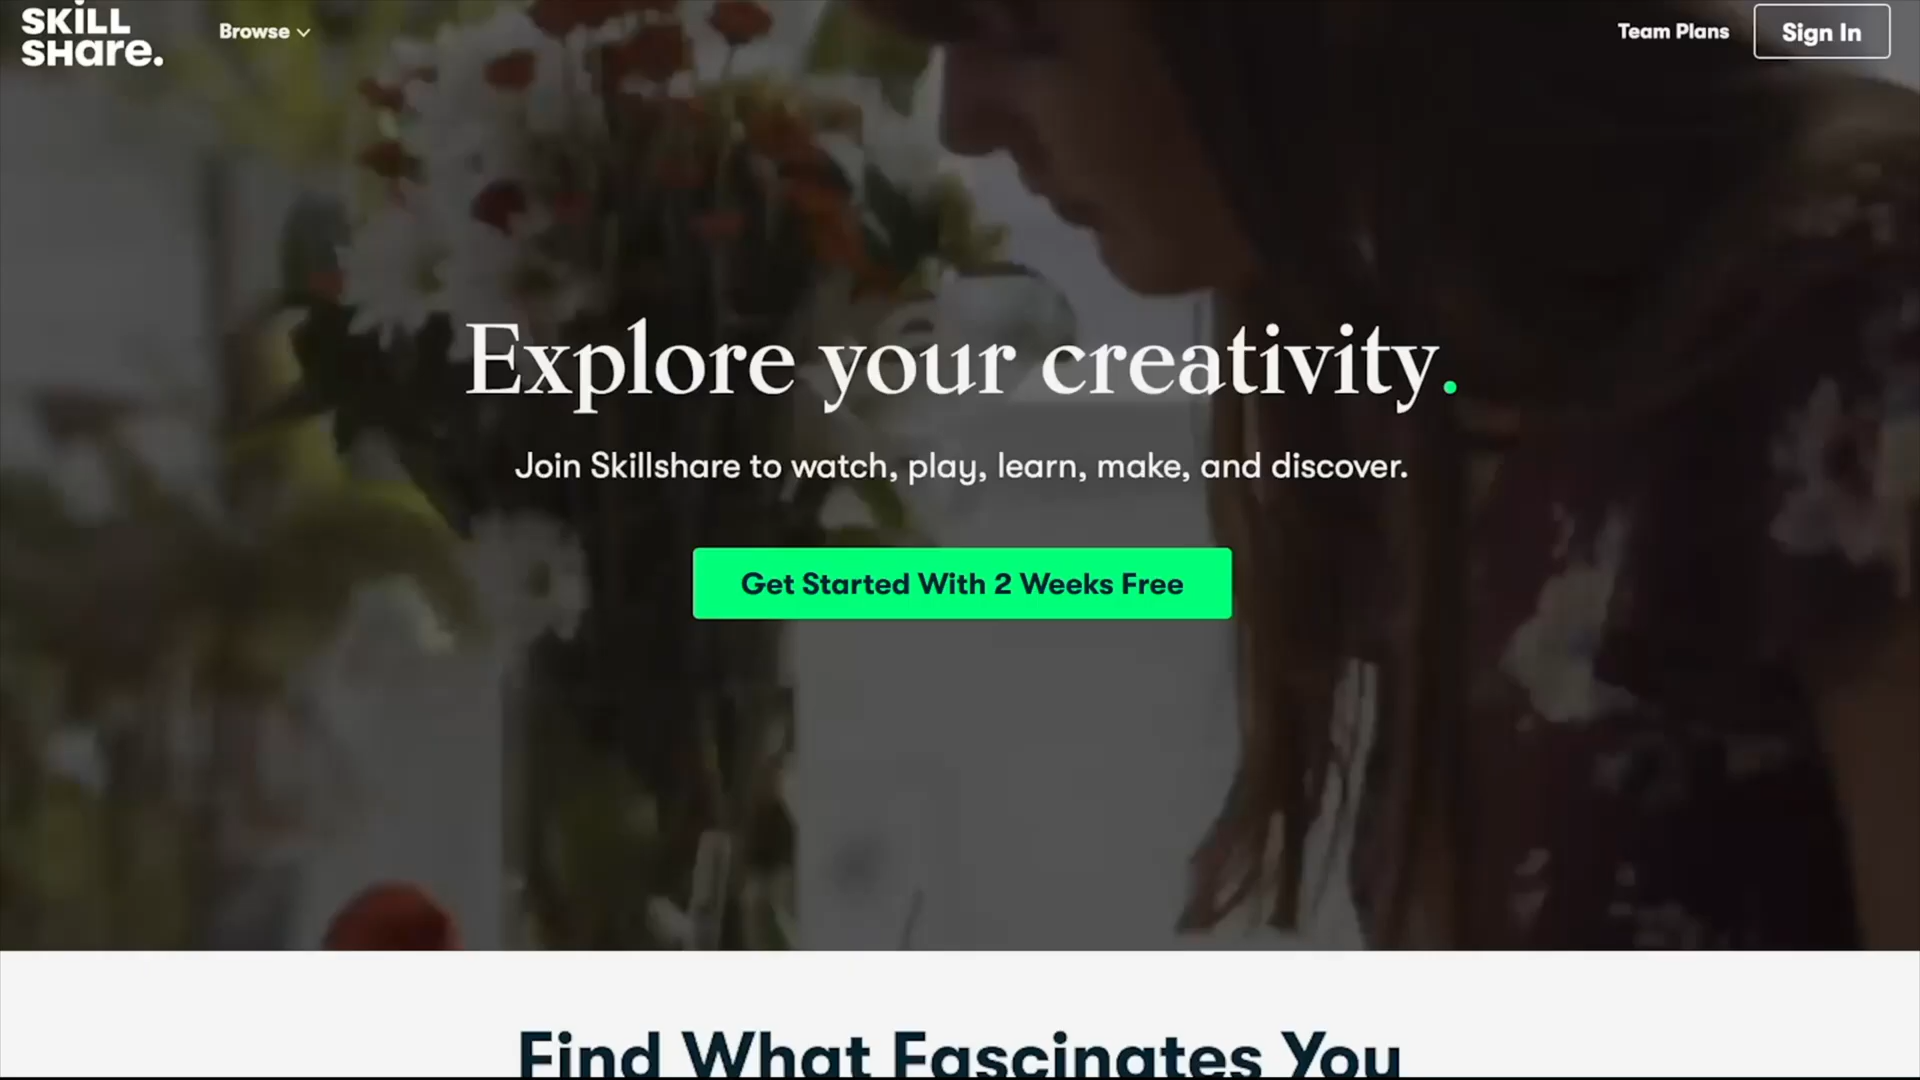 SKiLL
SHare.
Browse
Team Plans
Sign In
Explore your creativity.
Join Skillshare to watch, play, learn, make, and discover.
Get Started With 2 Weeks Free
Find What Fascinates You